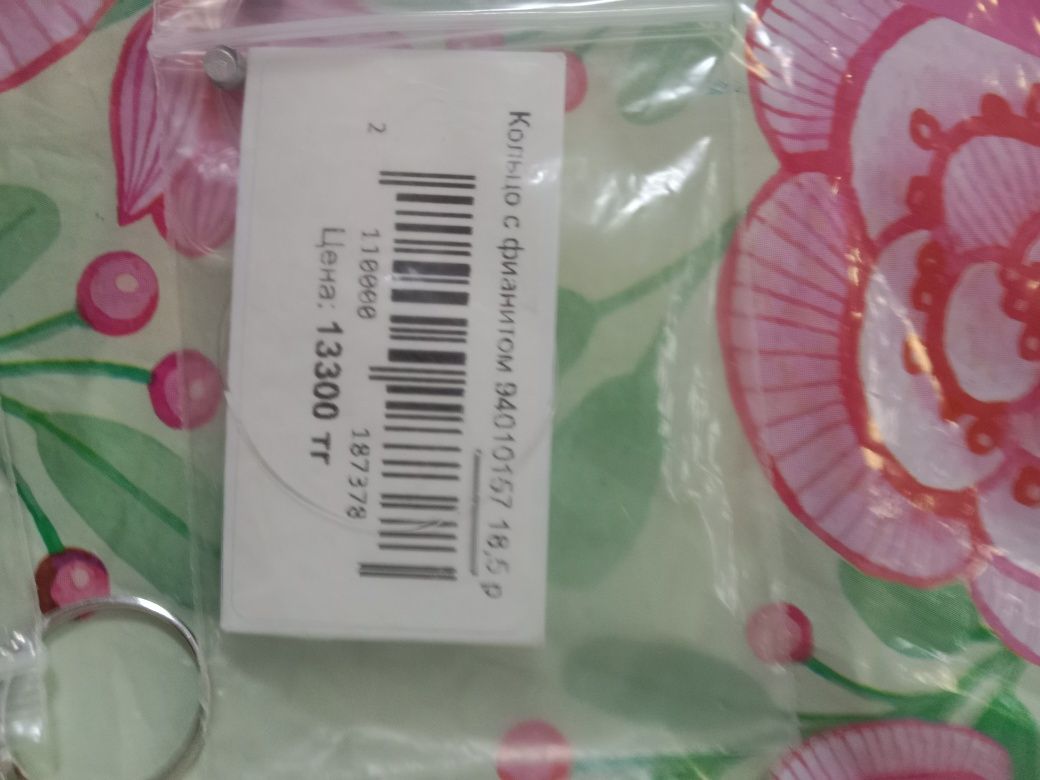 Кольцо с фианитом 94010157 18,5 р
2 110000 187378
Цена: 13300 тг